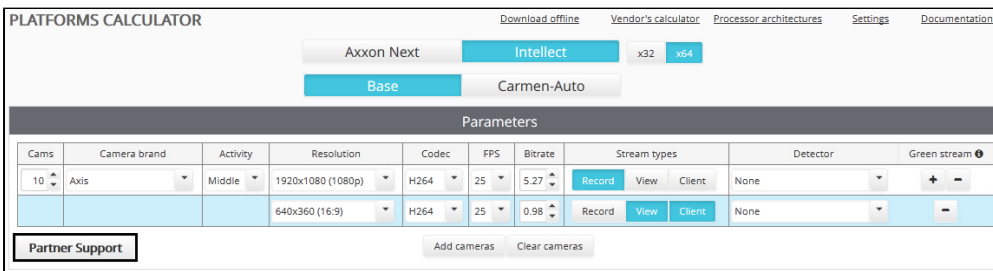 PLATFORMS CALCULATOR Download offline Vendor's calculator Processor architectures Settings Documentation
Axxon Next Intellect x32 x64
Base Carmen-Auto
Parameters
Cams Camera brand Activity Resolution Codec FPS Bitrate Stream types Detector Green stream
10 Axis Middle 1920x1080 (1080p) H264 25 5.27 Record View Client None + -
640x360 (16:9) H264 25 0.98 Record View Client None -
Partner Support Add cameras Clear cameras